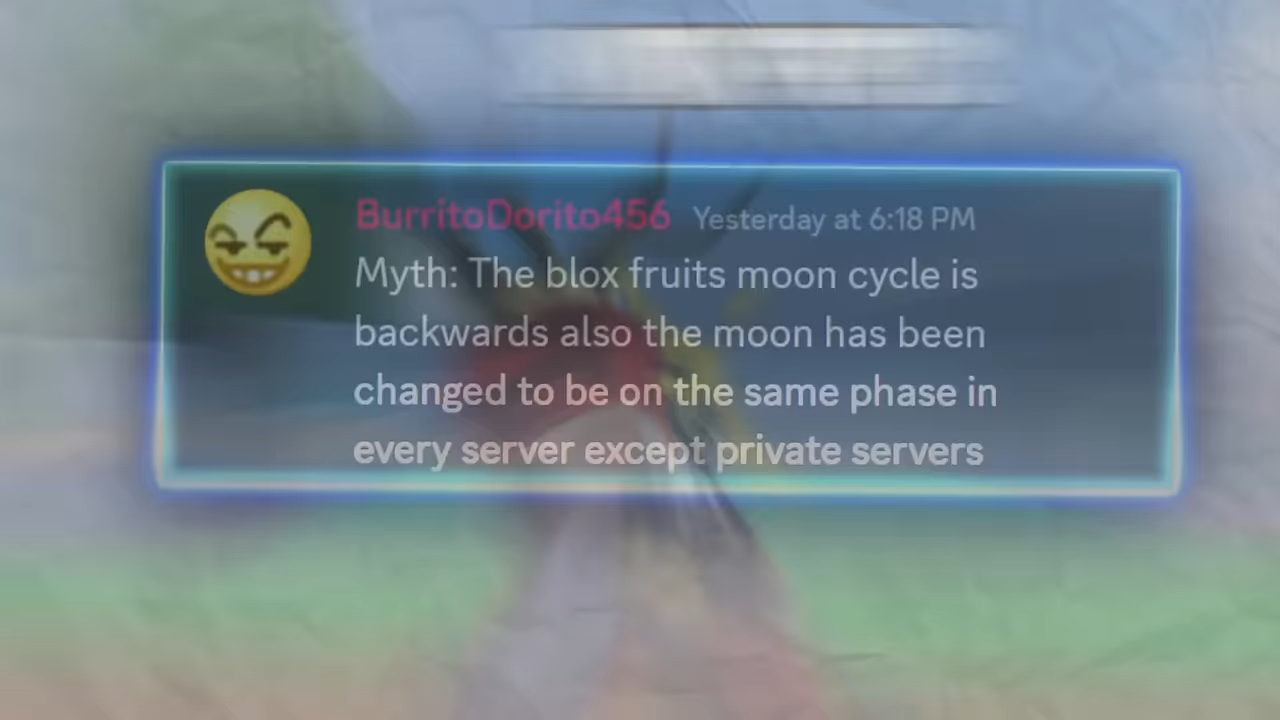 BurritoDorito456 Yesterday at 6:18 PM
Myth: The blox fruits moon cycle is
backwards also the moon has been
changed to be on the same phase in
every server except private servers